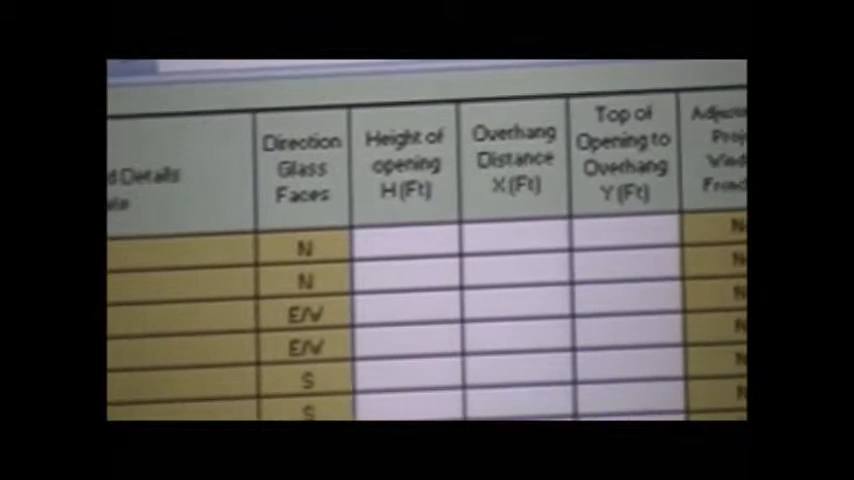 d Details
Direction
Glass
Faces
Height of
opening
H (Ft)
Overhang
Distance
X (Ft)
Top of
Opening to
Overhang
Y (Ft)
N
N
E/W
E/W
S
S